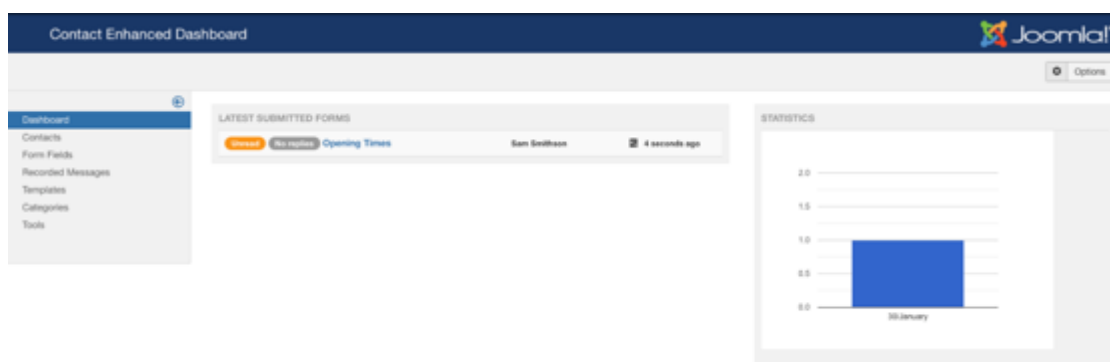 Contact Enhanced Dashboard
Joomla!
Options
Dashboard
Contacts
Form Fields
Recorded Messages
Templates
Categories
Tools
LATEST SUBMITTED FORMS
Unread No replies Opening Times Sam Smithson 4 seconds ago
STATISTICS
2.0
1.5
1.0
0.5
0.0
30/January